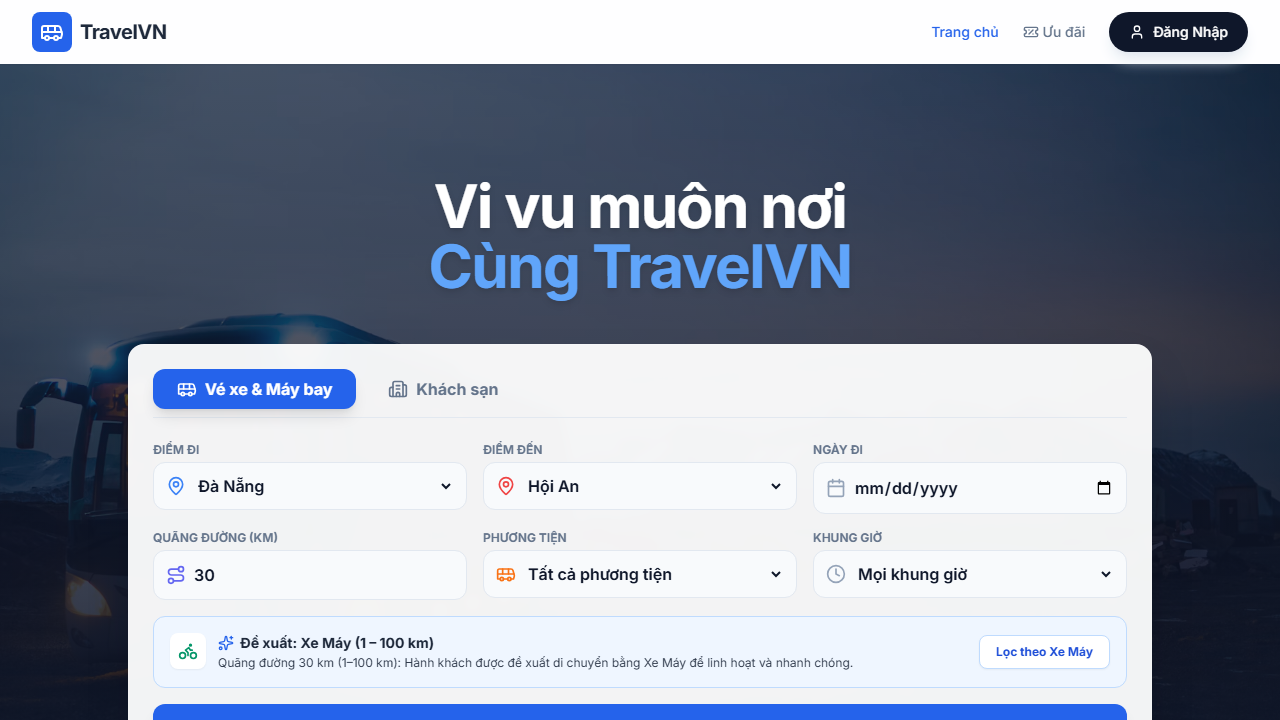 TravelVN
Trang chủ
Ưu đãi
Đăng Nhập
Vi vu muôn nơi
Cùng TravelVN
Vé xe & Máy bay
Khách sạn
ĐIỂM ĐI
ĐIỂM ĐẾN
NGÀY ĐI
Đà Nẵng
Hội An
mm/dd/yyyy
QUÃNG ĐƯỜNG (KM)
PHƯƠNG TIỆN
KHUNG GIỜ
30
Tất cả phương tiện
Mọi khung giờ
Đề xuất: Xe Máy (1 – 100 km)
Quãng đường 30 km (1–100 km): Hành khách được đề xuất di chuyển bằng Xe Máy để linh hoạt và nhanh chóng.
Lọc theo Xe Máy